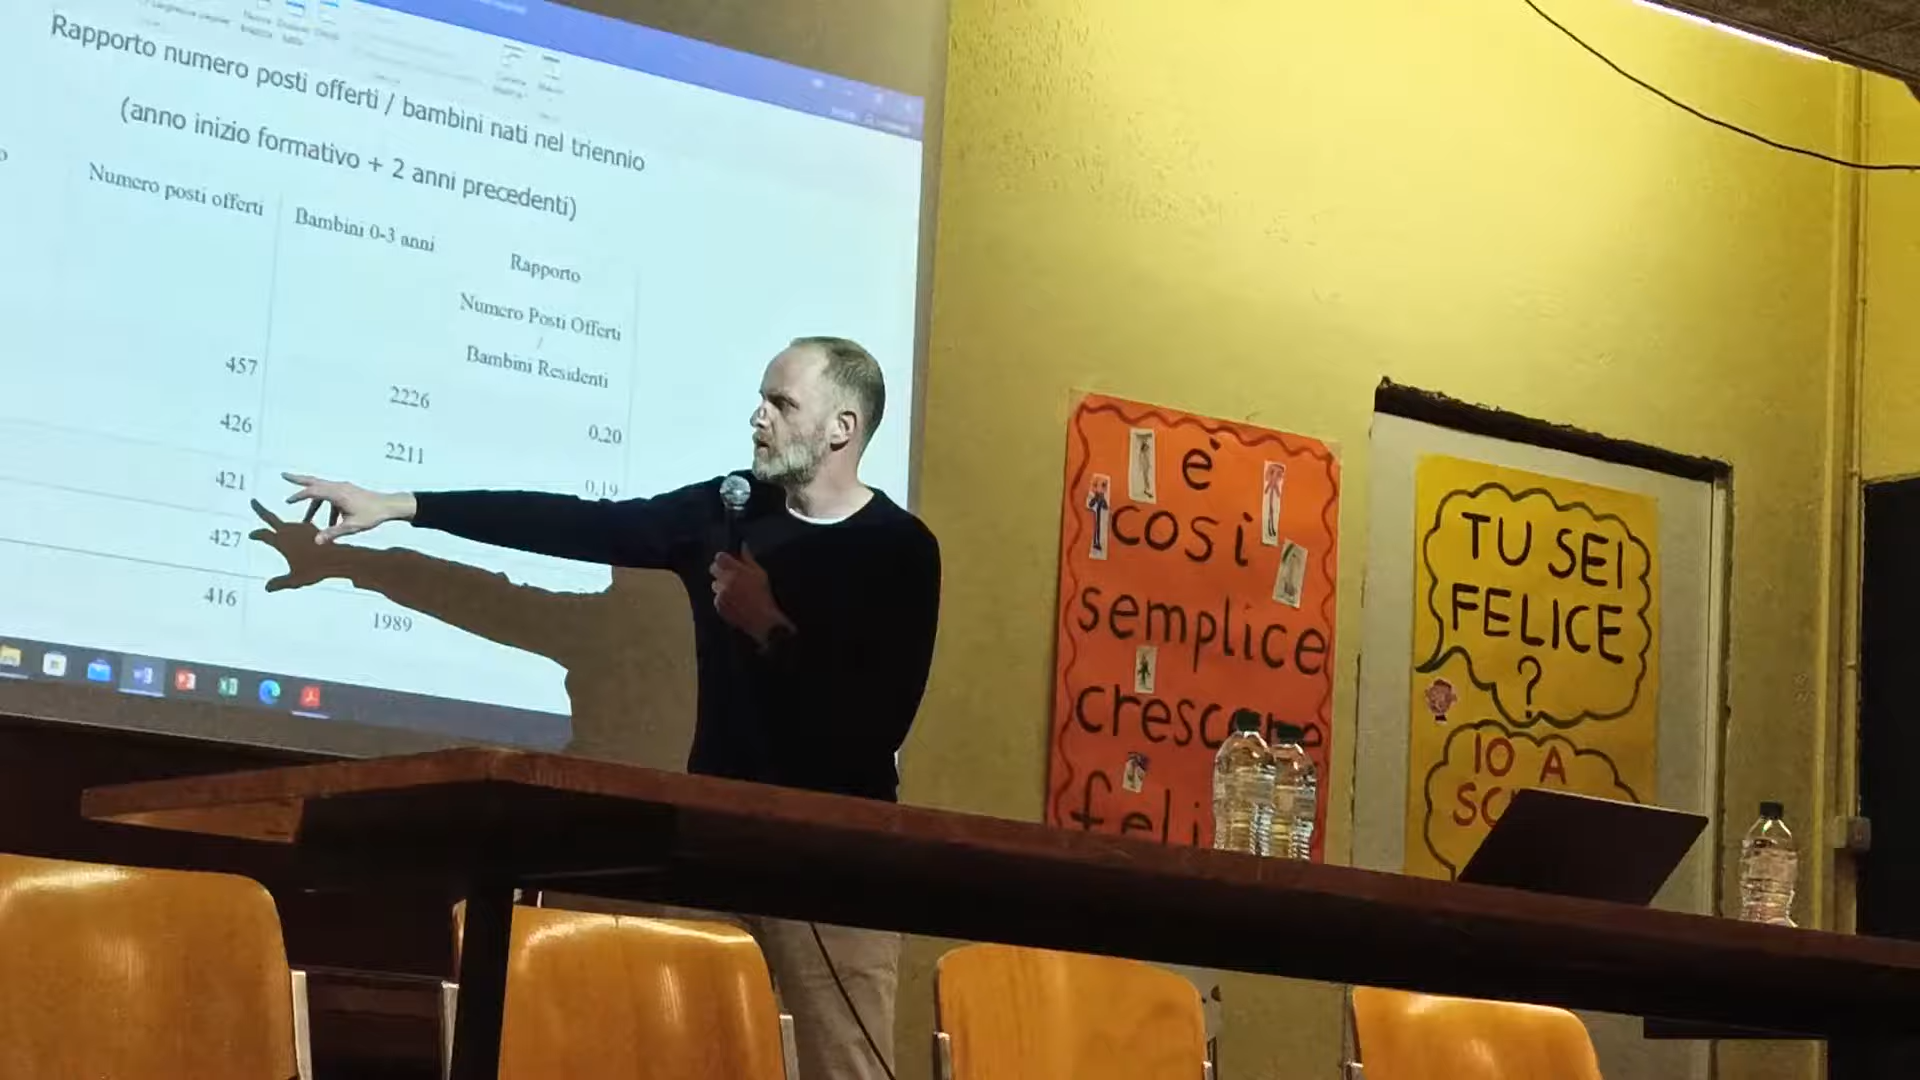 Rapporto numero posti offerti / bambini nati nel triennio
(anno inizio formativo + 2 anni precedenti)
Numero posti offerti
Bambini 0-3 anni
Rapporto
Numero Posti Offerti
/
Bambini Residenti
457
2226
0,20
426
2211
0,19
421
427
416
1989
è
così
semplice
TU SEI
FELICE
?
IO A